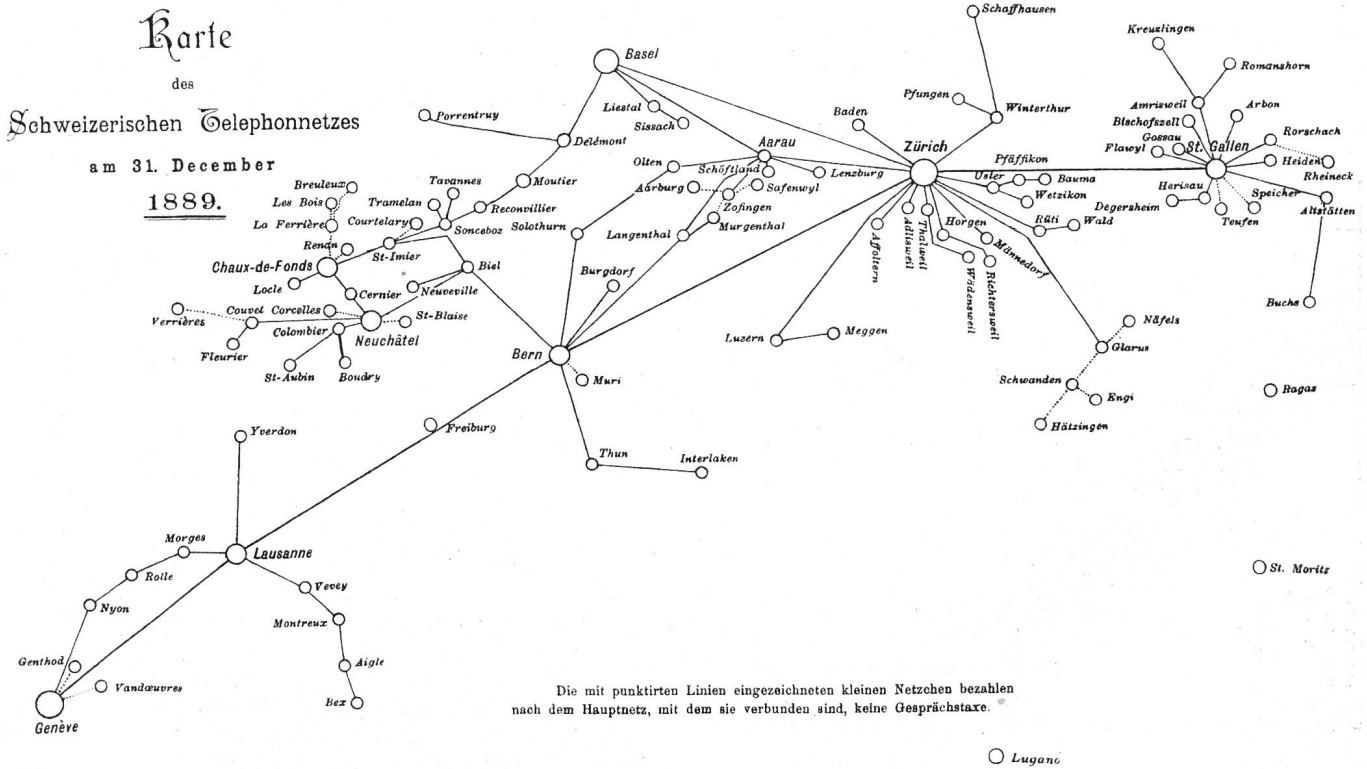 Karte
des
Schweizerischen Telephonnetzes
am 31. December
1889.
Schaffhausen
Basel
Kreuzlingen
Romanshorn
Porrentruy
Liestal
Sissach
Pfungen
Winterthur
Baden
Amrisweil
Arbon
Bischofszell
Delémont
Aarau
Zürich
Gossau
Rorschach
Flawyl
St. Gallen
Olten
Schöftland
Lenzburg
Pfäffikon
Heiden
Rheineck
Breuleux
Tavannes
Moutier
Aarburg
Safenwyl
Uster
Bauma
Wetzikon
Herisau
Speicher
Les Bois
Tramelan
Reconvillier
Zofingen
Degersheim
Teufen
Altstätten
La Ferrière
Courtelary
Sonceboz
Solothurn
Langenthal
Murgenthal
Affoltern
Adlisweil
Thalweil
Horgen
Männedorf
Rüti
Wald
Renan
St-Imier
Wädensweil
Richtersweil
Chaux-de-Fonds
Biel
Burgdorf
Locle
Cernier
Neuveville
Buchs
Verrières
Couvet
Corcelles
St-Blaise
Colombier
Neuchâtel
Luzern
Meggen
Näfels
Glarus
Fleurier
St-Aubin
Boudry
Bern
Muri
Schwanden
Engi
Ragaz
Hätzingen
Freiburg
Yverdon
Thun
Interlaken
Morges
Lausanne
Rolle
Vevey
St. Moritz
Nyon
Montreux
Genthod
Aigle
Vandœuvres
Bex
Genève
Die mit punktirten Linien eingezeichneten kleinen Netzchen bezahlen
nach dem Hauptnetz, mit dem sie verbunden sind, keine Gesprächstaxe.
Lugano